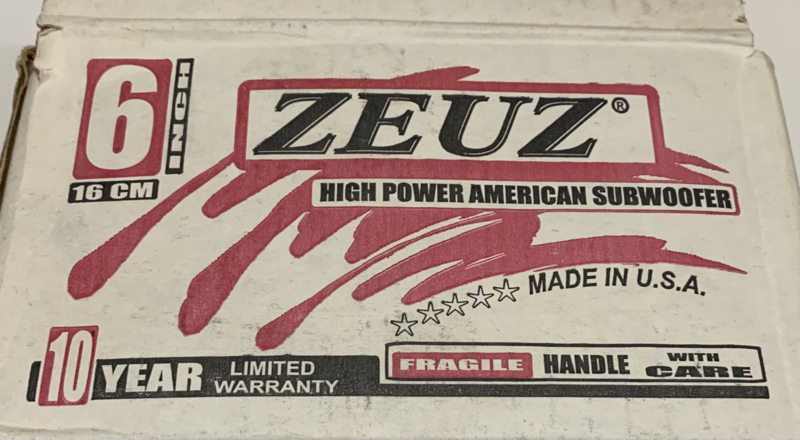 6 INCH
16 CM
ZEUZ®
HIGH POWER AMERICAN SUBWOOFER
MADE IN U.S.A.
10 YEAR LIMITED WARRANTY
FRAGILE HANDLE WITH CARE